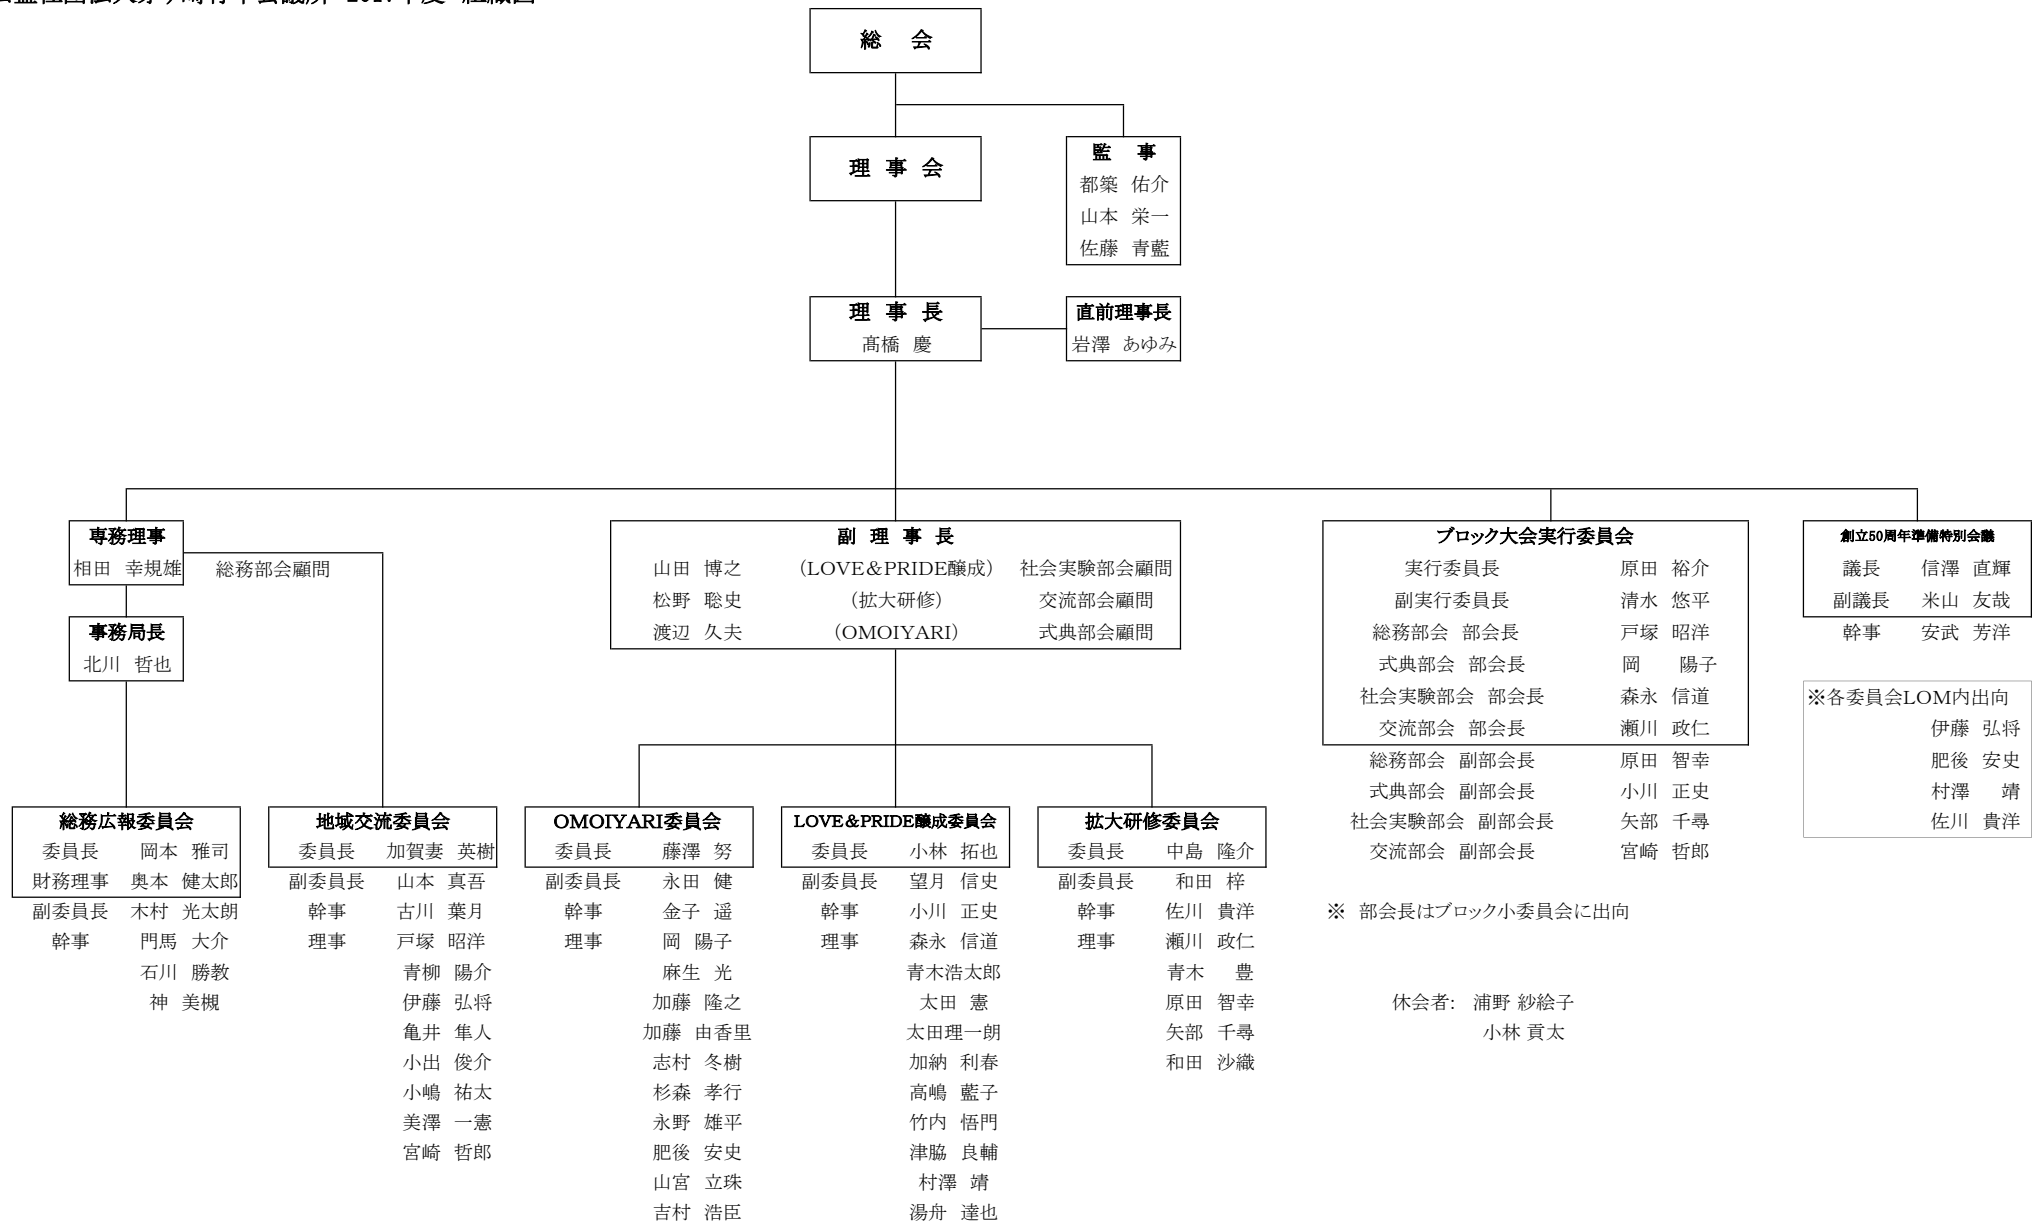 総 会
理 事 会
監 事
都築 佑介
山本 栄一
佐藤 青藍
理 事 長
髙橋 慶
直前理事長
岩澤 あゆみ
専務理事
相田 幸規雄 総務部会顧問
事務局長
北川 哲也
副 理 事 長
山田 博之 (LOVE&PRIDE醸成) 社会実験部会顧問
松野 聡史 (拡大研修) 交流部会顧問
渡辺 久夫 (OMOIYARI) 式典部会顧問
ブロック大会実行委員会
実行委員長 原田 裕介
副実行委員長 清水 悠平
総務部会 部会長 戸塚 昭洋
式典部会 部会長 岡 陽子
社会実験部会 部会長 森永 信道
交流部会 部会長 瀬川 政仁
総務部会 副部会長 原田 智幸
式典部会 副部会長 小川 正史
社会実験部会 副部会長 矢部 千尋
交流部会 副部会長 宮崎 哲郎
※ 部会長はブロック小委員会に出向
休会者: 浦野 紗絵子
小林 貢太
創立50周年準備特別会議
議長 信澤 直輝
副議長 米山 友哉
幹事 安武 芳洋
※各委員会LOM内出向
伊藤 弘将
肥後 安史
村澤 靖
佐川 貴洋
総務広報委員会
委員長 岡本 雅司
財務理事 奥本 健太郎
副委員長 木村 光太朗
幹事 門馬 大介
石川 勝教
神 美槻
地域交流委員会
委員長 加賀妻 英樹
副委員長 山本 真吾
幹事 古川 葉月
理事 戸塚 昭洋
青柳 陽介
伊藤 弘将
亀井 隼人
小出 俊介
小嶋 祐太
美澤 一憲
宮崎 哲郎
OMOIYARI委員会
委員長 藤澤 努
副委員長 永田 健
幹事 金子 遥
理事 岡 陽子
麻生 光
加藤 隆之
加藤 由香里
志村 冬樹
杉森 孝行
永野 雄平
肥後 安史
山宮 立珠
吉村 浩臣
LOVE&PRIDE醸成委員会
委員長 小林 拓也
副委員長 望月 信史
幹事 小川 正史
理事 森永 信道
青木浩太郎
太田 憲
太田理一朗
加納 利春
高嶋 藍子
竹内 悟門
津脇 良輔
村澤 靖
湯舟 達也
拡大研修委員会
委員長 中島 隆介
副委員長 和田 梓
幹事 佐川 貴洋
理事 瀬川 政仁
青木 豊
原田 智幸
矢部 千尋
和田 沙織